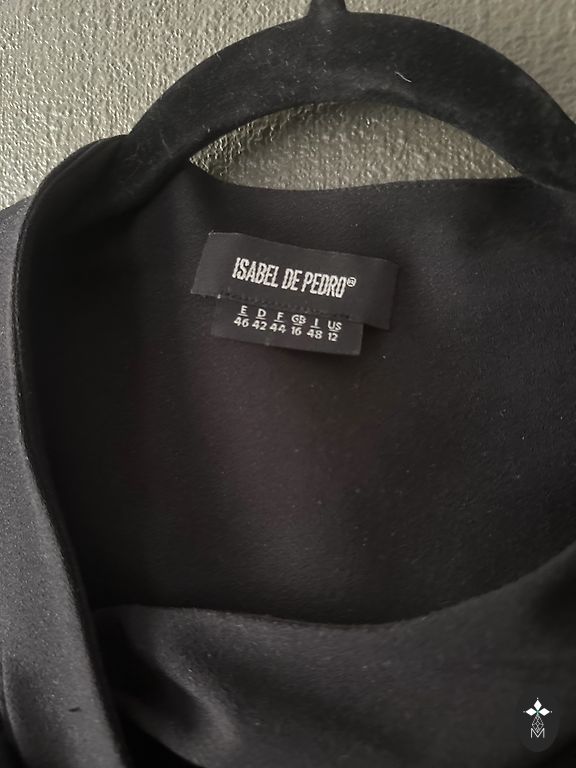 ISABEL DE PEDRO®
E D F GB I US
46 42 44 16 48 12
M